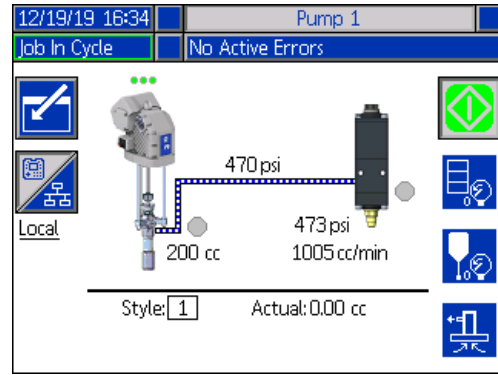 12/19/19 16:34 Pump 1
Job In Cycle No Active Errors
470 psi
Local
473 psi
200 cc 1005 cc/min
Style: 1 Actual: 0.00 cc